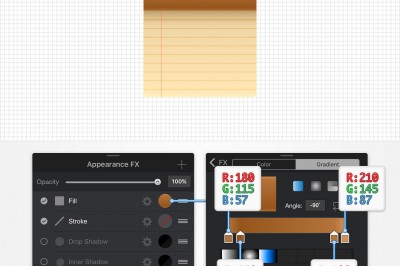 Appearance FX
Opacity 100%
Fill
Stroke
Drop Shadow
Inner Shadow
FX
Color Gradient
Angle: -90°
R:180
G:115
B:57
R:210
G:145
B:87